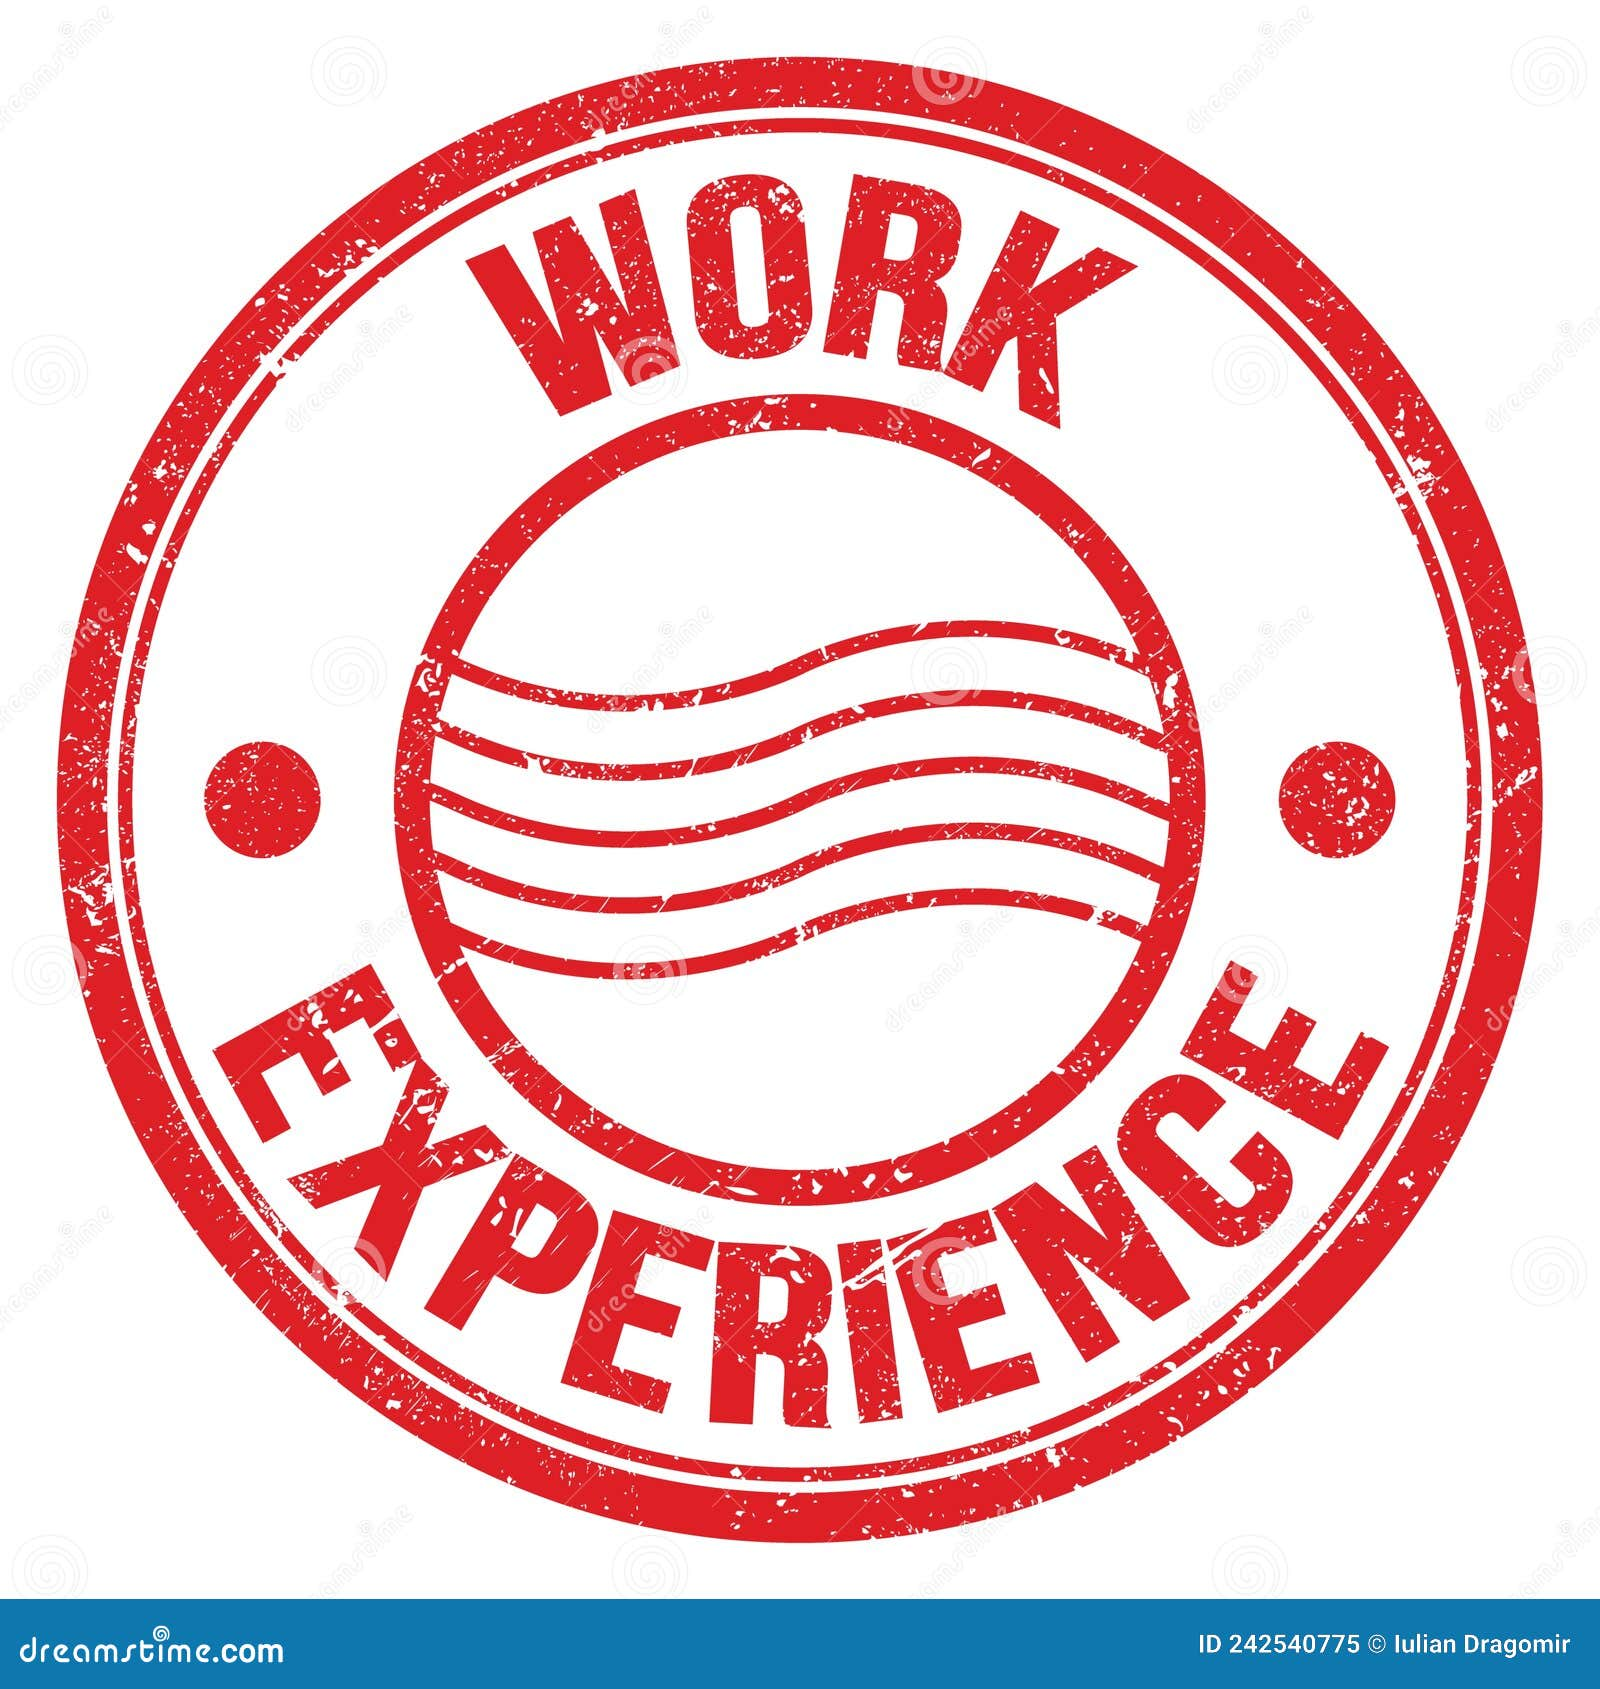 WORK
EXPERIENCE
dreamstime.com
ID 242540775 © Iulian Dragomir